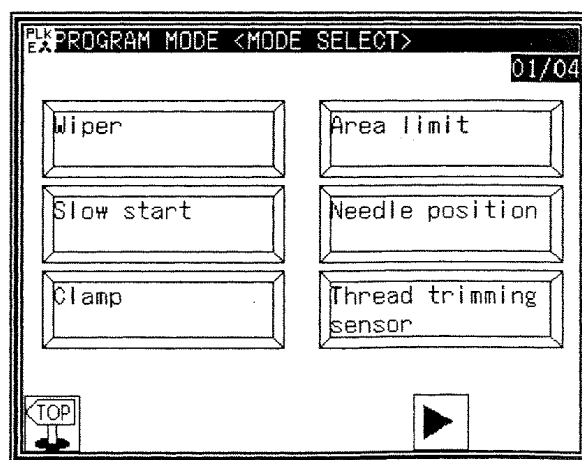 PLK
E PROGRAM MODE <MODE SELECT>
01/04
Wiper
Area limit
Slow start
Needle position
Clamp
Thread trimming
sensor
TOP